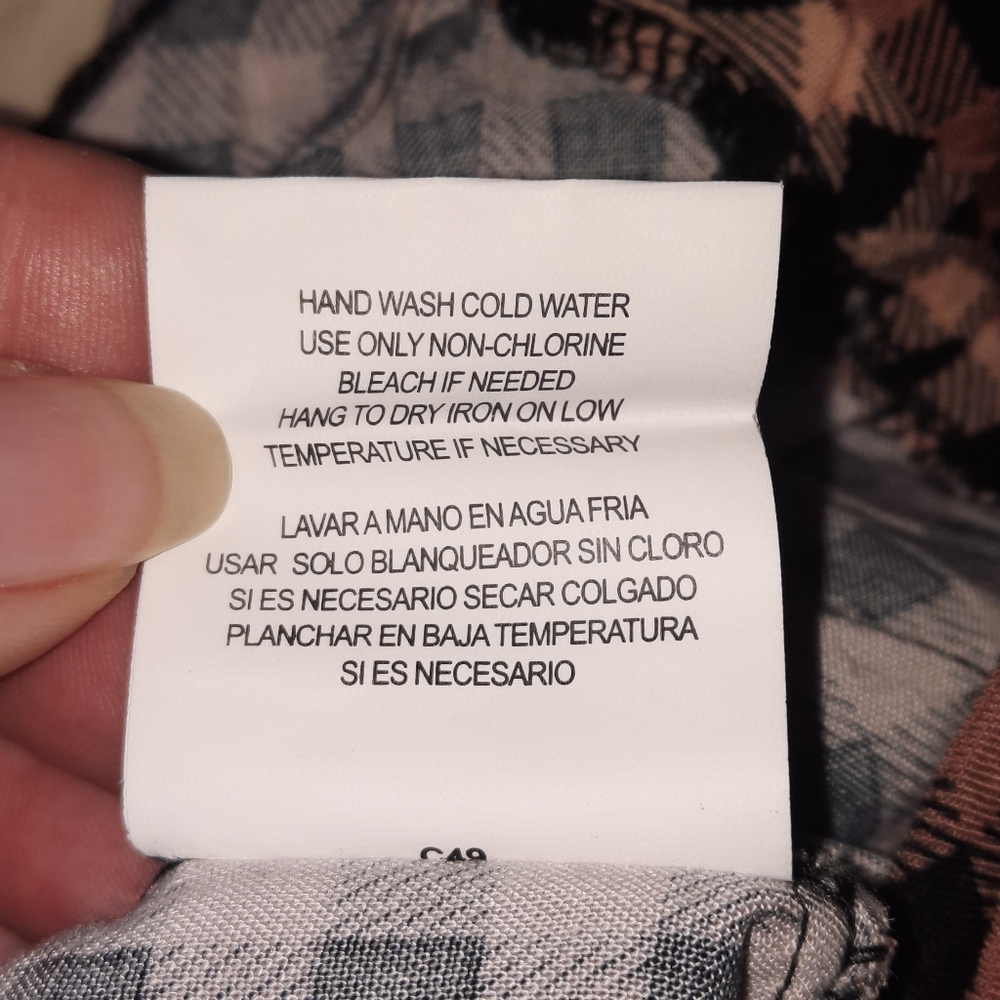 HAND WASH COLD WATER
USE ONLY NON-CHLORINE
BLEACH IF NEEDED
HANG TO DRY IRON ON LOW
TEMPERATURE IF NECESSARY
LAVAR A MANO EN AGUA FRIA
USAR SOLO BLANQUEADOR SIN CLORO
SI ES NECESARIO SECAR COLGADO
PLANCHAR EN BAJA TEMPERATURA
SI ES NECESARIO